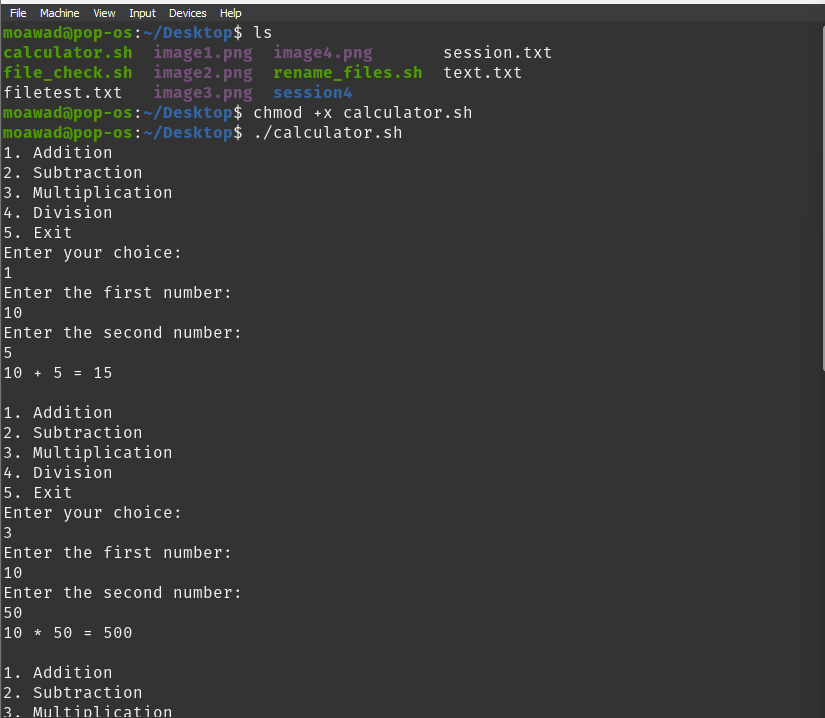 File Machine View Input Devices Help
moawad@pop-os:~/Desktop$ ls
calculator.sh image1.png image4.png session.txt
file_check.sh image2.png rename_files.sh text.txt
filetest.txt image3.png session4
moawad@pop-os:~/Desktop$ chmod +x calculator.sh
moawad@pop-os:~/Desktop$ ./calculator.sh
1. Addition
2. Subtraction
3. Multiplication
4. Division
5. Exit
Enter your choice:
1
Enter the first number:
10
Enter the second number:
5
10 + 5 = 15
1. Addition
2. Subtraction
3. Multiplication
4. Division
5. Exit
Enter your choice:
3
Enter the first number:
10
Enter the second number:
50
10 * 50 = 500
1. Addition
2. Subtraction
3. Multiplication